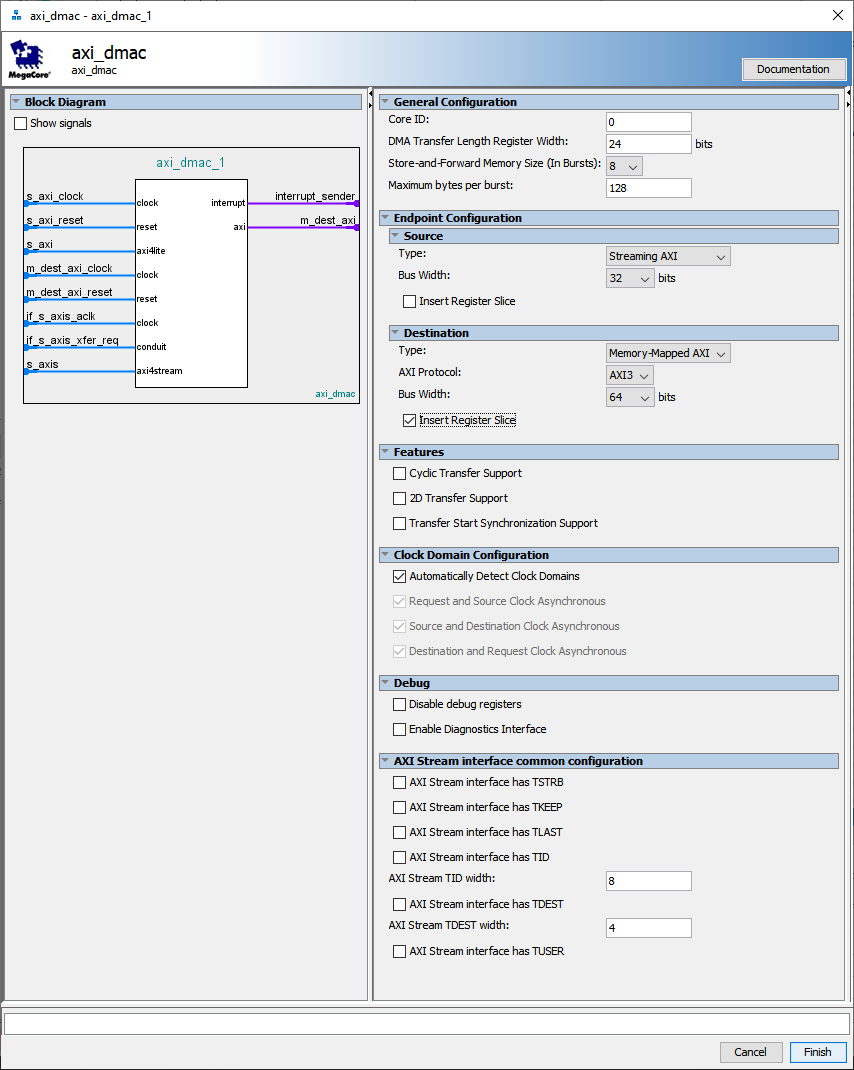 axi_dmac - axi_dmac_1
MegaCore®
axi_dmac
axi_dmac
Documentation
Block Diagram
Show signals
axi_dmac_1
s_axi_clock
clock
s_axi_reset
reset
s_axi
axi4lite
m_dest_axi_clock
clock
m_dest_axi_reset
reset
if_s_axis_aclk
clock
if_s_axis_xfer_req
conduit
s_axis
axi4stream
interrupt
interrupt_sender
axi
m_dest_axi
axi_dmac
General Configuration
Core ID: 0
DMA Transfer Length Register Width: 24 bits
Store-and-Forward Memory Size (In Bursts): 8
Maximum bytes per burst: 128
Endpoint Configuration
Source
Type: Streaming AXI
Bus Width: 32 bits
Insert Register Slice
Destination
Type: Memory-Mapped AXI
AXI Protocol: AXI3
Bus Width: 64 bits
Insert Register Slice
Features
Cyclic Transfer Support
2D Transfer Support
Transfer Start Synchronization Support
Clock Domain Configuration
Automatically Detect Clock Domains
Request and Source Clock Asynchronous
Source and Destination Clock Asynchronous
Destination and Request Clock Asynchronous
Debug
Disable debug registers
Enable Diagnostics Interface
AXI Stream interface common configuration
AXI Stream interface has TSTRB
AXI Stream interface has TKEEP
AXI Stream interface has TLAST
AXI Stream interface has TID
AXI Stream TID width: 8
AXI Stream interface has TDEST
AXI Stream TDEST width: 4
AXI Stream interface has TUSER
Cancel
Finish